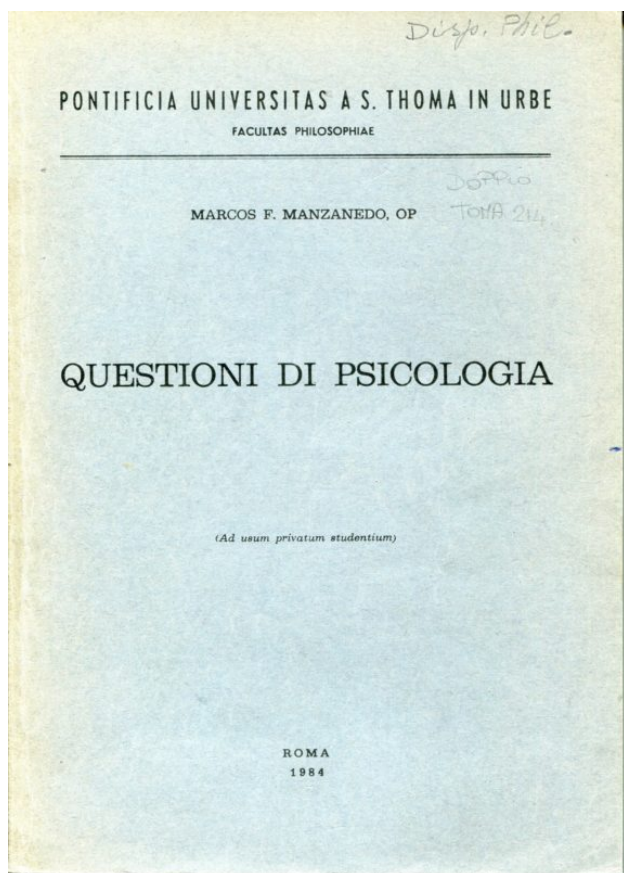 Disp. Phil.
PONTIFICIA UNIVERSITAS A S. THOMA IN URBE
FACULTAS PHILOSOPHIAE
DOPPIO
MARCOS F. MANZANEDO, OP
TOMA 214
QUESTIONI DI PSICOLOGIA
(Ad usum privatum studentium)
ROMA
1984